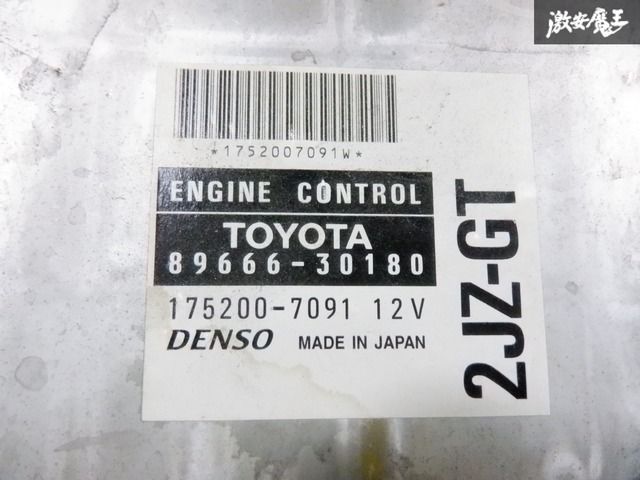 激安魔王
*1752007091W*
ENGINE CONTROL
TOYOTA
89666-30180
175200-7091 12V
DENSO MADE IN JAPAN
2JZ-GT